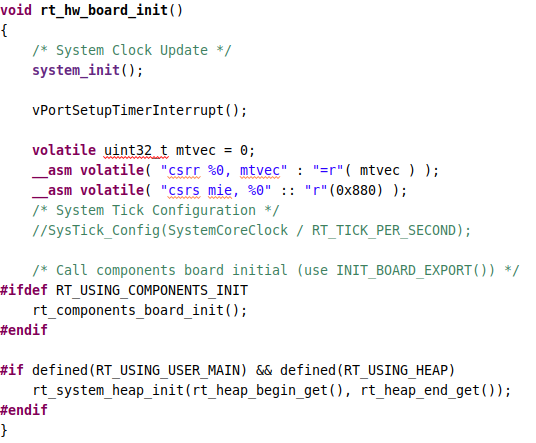 void rt_hw_board_init()
{
    /* System Clock Update */
    system_init();

    vPortSetupTimerInterrupt();

    volatile uint32_t mtvec = 0;
    __asm volatile( "csrr %0, mtvec" : "=r"( mtvec ) );
    __asm volatile( "csrs mie, %0" :: "r"(0x880) );
    /* System Tick Configuration */
    //SysTick_Config(SystemCoreClock / RT_TICK_PER_SECOND);

    /* Call components board initial (use INIT_BOARD_EXPORT()) */
#ifdef RT_USING_COMPONENTS_INIT
    rt_components_board_init();
#endif

#if defined(RT_USING_USER_MAIN) && defined(RT_USING_HEAP)
    rt_system_heap_init(rt_heap_begin_get(), rt_heap_end_get());
#endif
}